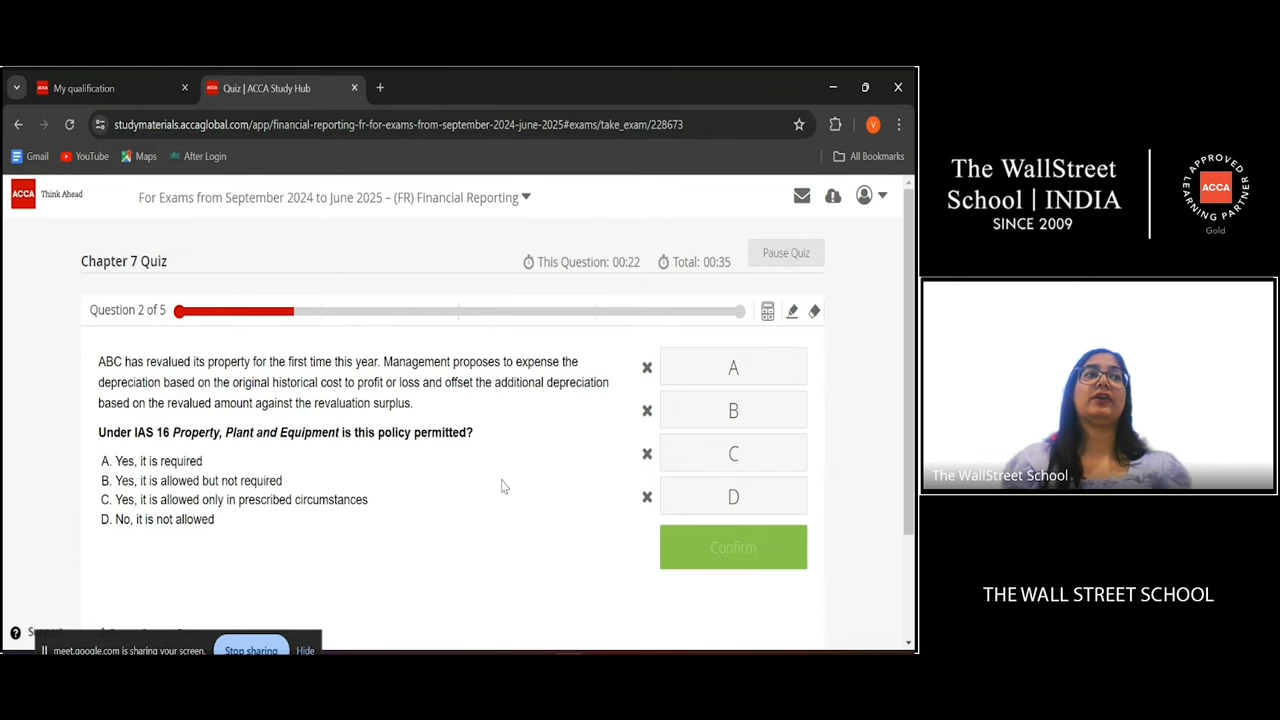 My qualification
Quiz | ACCA Study Hub
studymaterials.accaglobal.com/app/financial-reporting-fr-for-exams-from-september-2024-june-2025#exams/take_exam/228673
V
Gmail
YouTube
Maps
After Login
All Bookmarks
ACCA
Think Ahead
For Exams from September 2024 to June 2025 – (FR) Financial Reporting
Chapter 7 Quiz
This Question: 00:22
Total: 00:35
Pause Quiz
Question 2 of 5
ABC has revalued its property for the first time this year. Management proposes to expense the
depreciation based on the original historical cost to profit or loss and offset the additional depreciation
based on the revalued amount against the revaluation surplus.
Under IAS 16 Property, Plant and Equipment is this policy permitted?
A. Yes, it is required
B. Yes, it is allowed but not required
C. Yes, it is allowed only in prescribed circumstances
D. No, it is not allowed
A
B
C
D
Confirm
meet.google.com is sharing your screen.
Stop sharing
Hide
The WallStreet
School | INDIA
SINCE 2009
APPROVED
LEARNING PARTNER
ACCA
Gold
The WallStreet School
THE WALL STREET SCHOOL